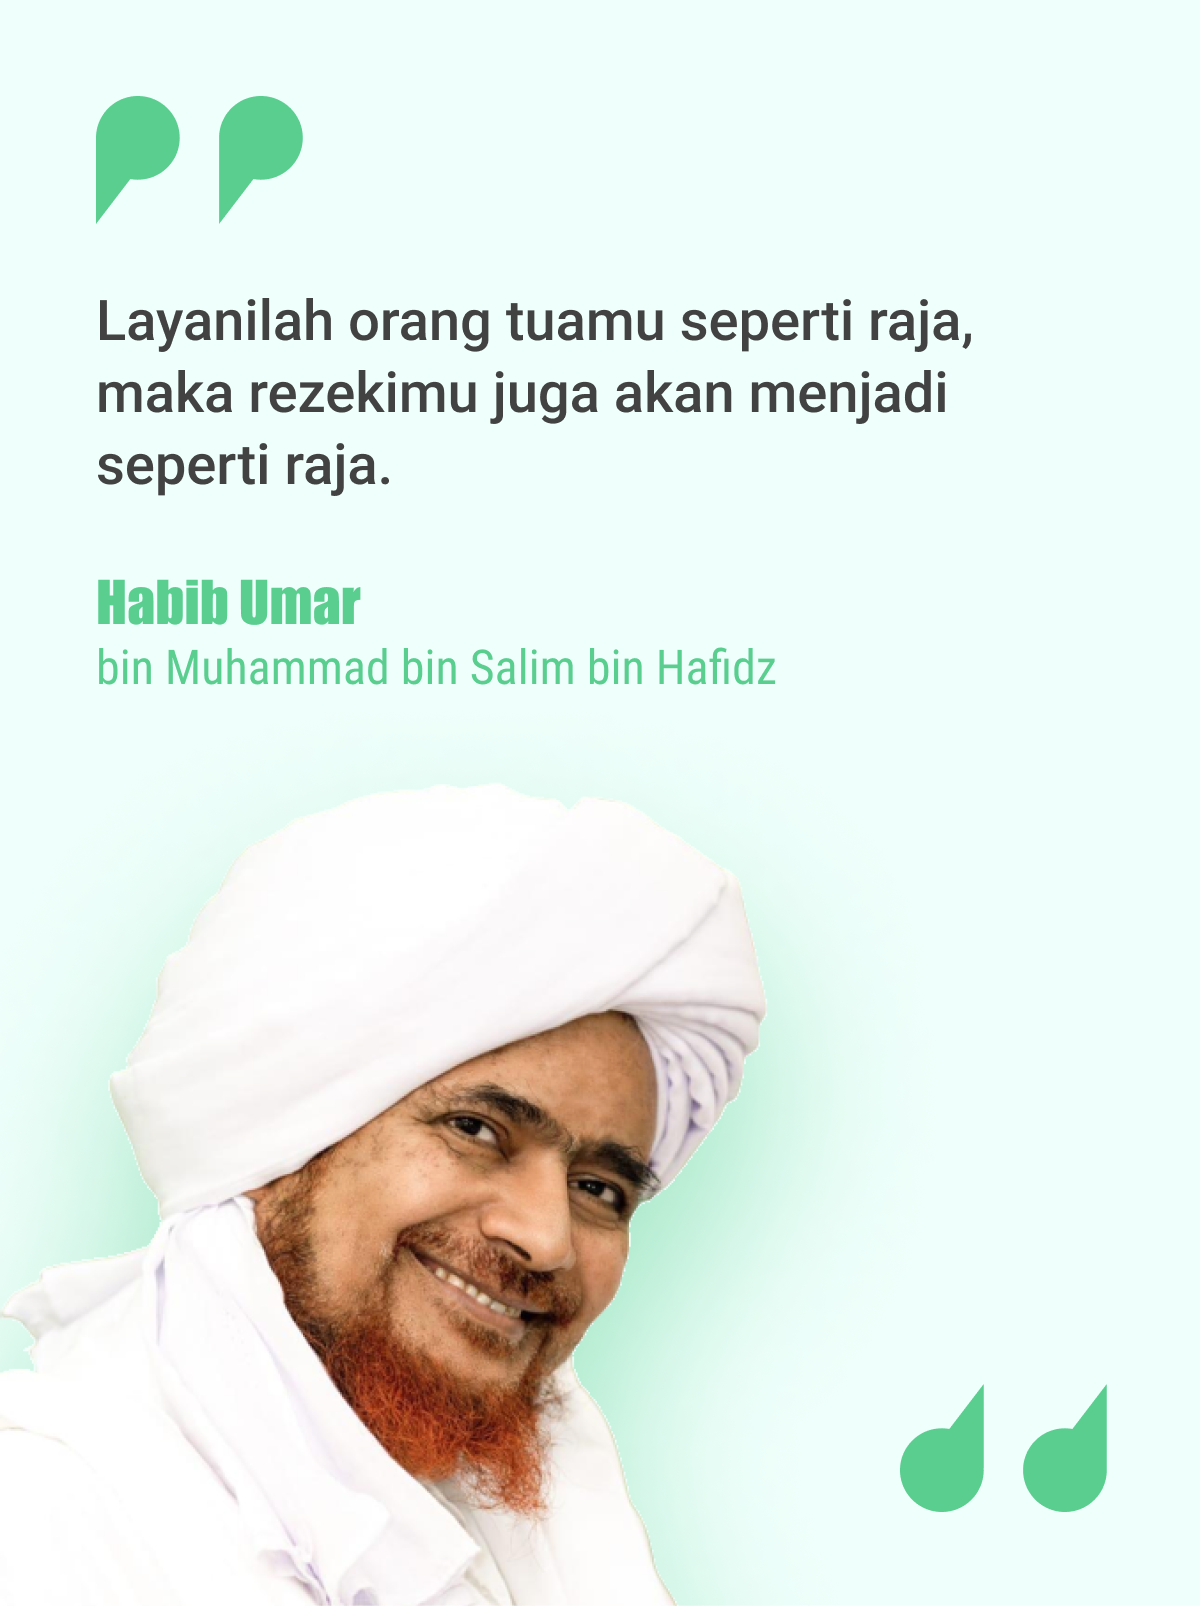 Layanilah orang tuamu seperti raja,
maka rezekimu juga akan menjadi
seperti raja.
Habib Umar
bin Muhammad bin Salim bin Hafidz